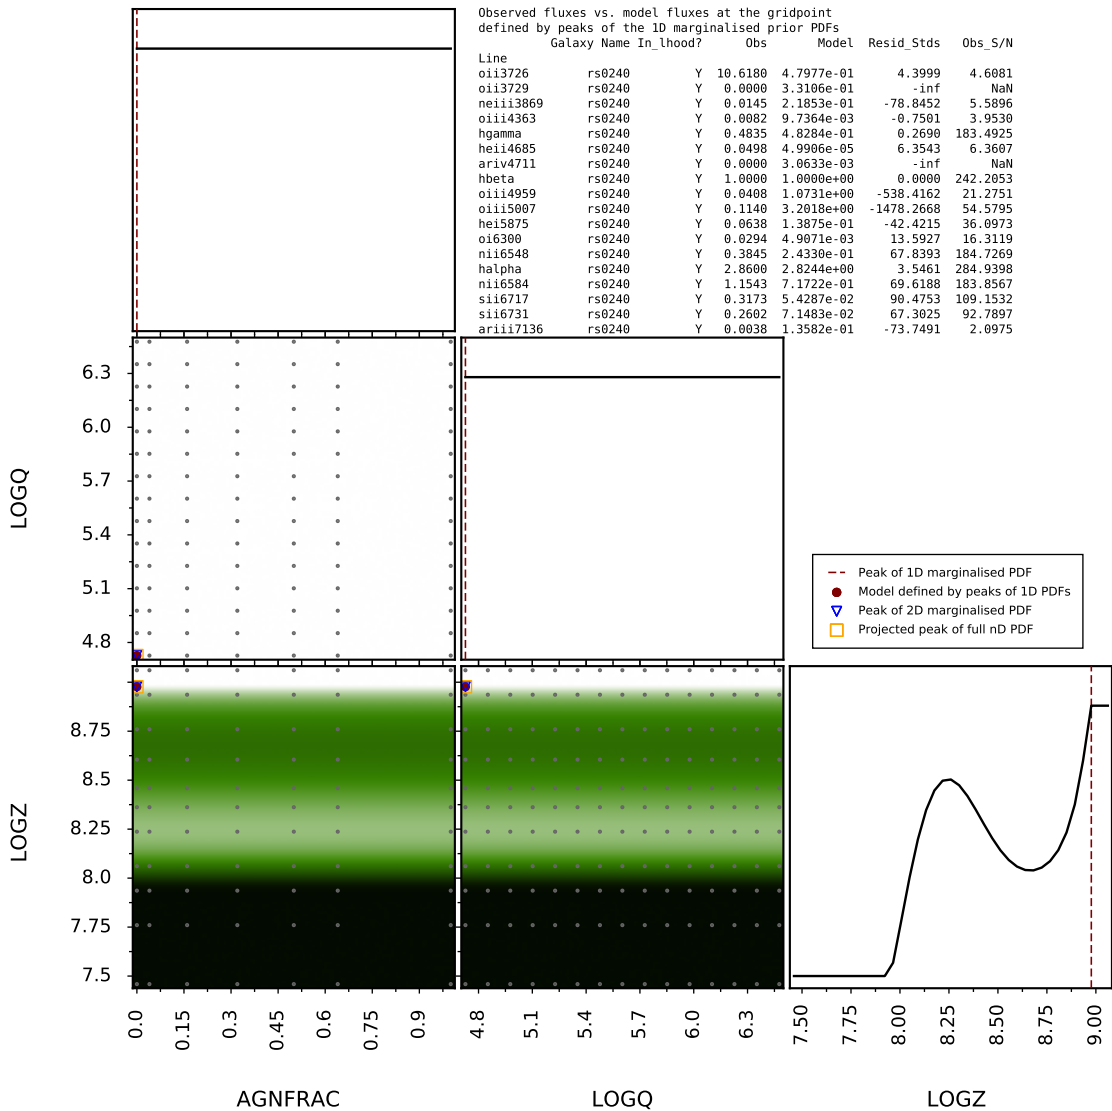 Observed fluxes vs. model fluxes at the gridpoint
defined by peaks of the 1D marginalised prior PDFs
Galaxy Name In_lhood? Obs Model Resid_Stds Obs_S/N
Line
oii3726 rs0240 Y 10.6180 4.7977e-01 4.3999 4.6081
oii3729 rs0240 Y 0.0000 3.3106e-01 -inf NaN
neiii3869 rs0240 Y 0.0145 2.1853e-01 -78.8452 5.5896
oiii4363 rs0240 Y 0.0082 9.7364e-03 -0.7501 3.9530
hgamma rs0240 Y 0.4835 4.8284e-01 0.2690 183.4925
heii4685 rs0240 Y 0.0498 4.9906e-05 6.3543 6.3607
ariv4711 rs0240 Y 0.0000 3.0633e-03 -inf NaN
hbeta rs0240 Y 1.0000 1.0000e+00 0.0000 242.2053
oiii4959 rs0240 Y 0.0408 1.0731e+00 -538.4162 21.2751
oiii5007 rs0240 Y 0.1140 3.2018e+00 -1478.2668 54.5795
hei5875 rs0240 Y 0.0638 1.3875e-01 -42.4215 36.0973
oi6300 rs0240 Y 0.0294 4.9071e-03 13.5927 16.3119
nii6548 rs0240 Y 0.3845 2.4330e-01 67.8393 184.7269
halpha rs0240 Y 2.8600 2.8244e+00 3.5461 284.9398
nii6584 rs0240 Y 1.1543 7.1722e-01 69.6188 183.8567
sii6717 rs0240 Y 0.3173 5.4287e-02 90.4753 109.1532
sii6731 rs0240 Y 0.2602 7.1483e-02 67.3025 92.7897
ariii7136 rs0240 Y 0.0038 1.3582e-01 -73.7491 2.0975
6.3
6.0
5.7
5.4
5.1
4.8
LOGQ
Peak of 1D marginalised PDF
Model defined by peaks of 1D PDFs
Peak of 2D marginalised PDF
Projected peak of full nD PDF
8.75
8.5
8.25
8.0
7.75
7.5
LOGZ
0.0 0.15 0.3 0.45 0.6 0.75 0.9
4.8 5.1 5.4 5.7 6.0 6.3
7.50 7.75 8.00 8.25 8.50 8.75 9.00
AGNFRAC LOGQ LOGZ